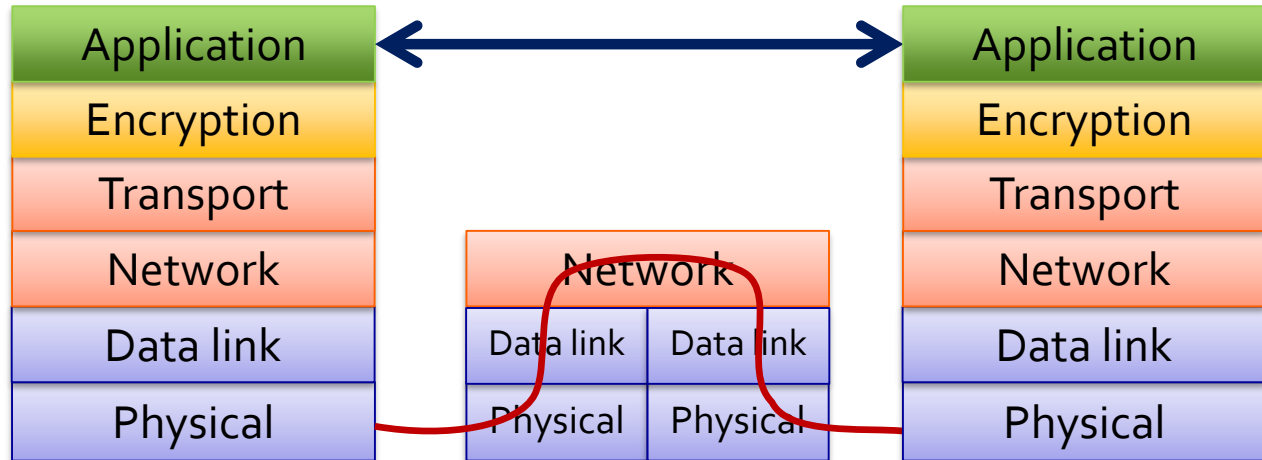 Application
Encryption
Transport
Network
Data link
Physical
Network
Data link Data link
Physical Physical
Application
Encryption
Transport
Network
Data link
Physical